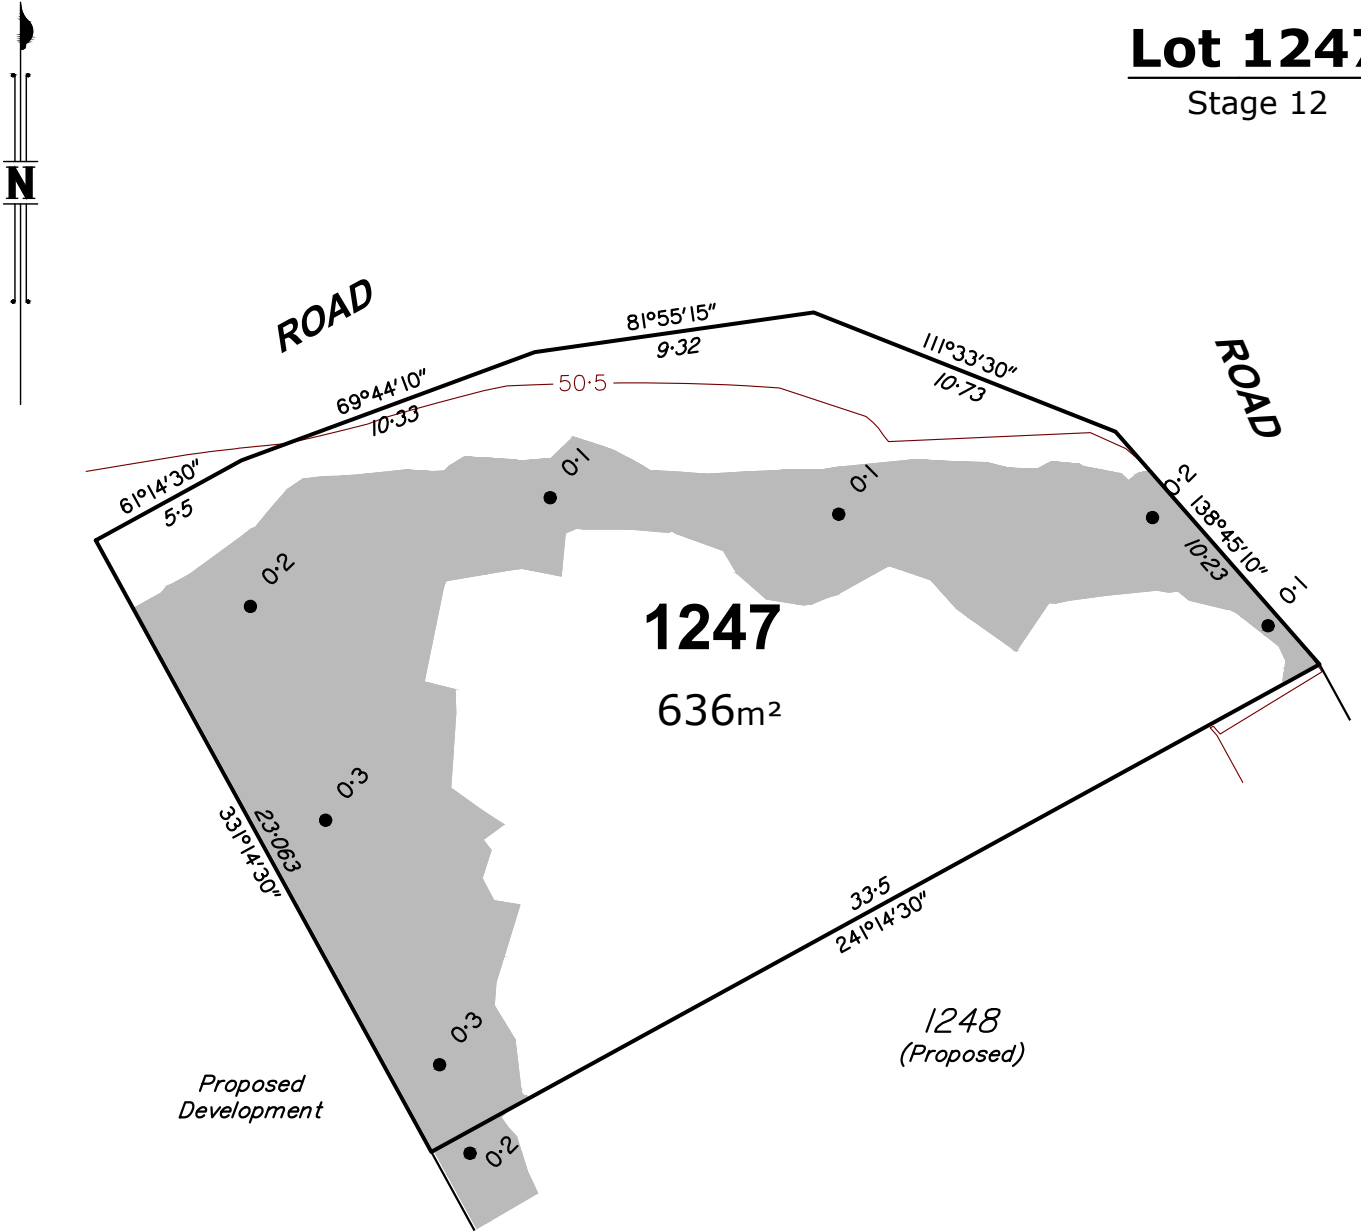 Lot 1247
Stage 12
N
ROAD
81°55'15"
9·32
111°33'30"
10·73
ROAD
69°44'10"
10·33
50·5
61°14'30"
5·5
0·1
0·1
0·2
138°45'10"
10·23
0·1
0·2
1247
636m²
0·3
23·063
331°14'30"
33·5
241°14'30"
0·3
1248
(Proposed)
Proposed
Development
0·2